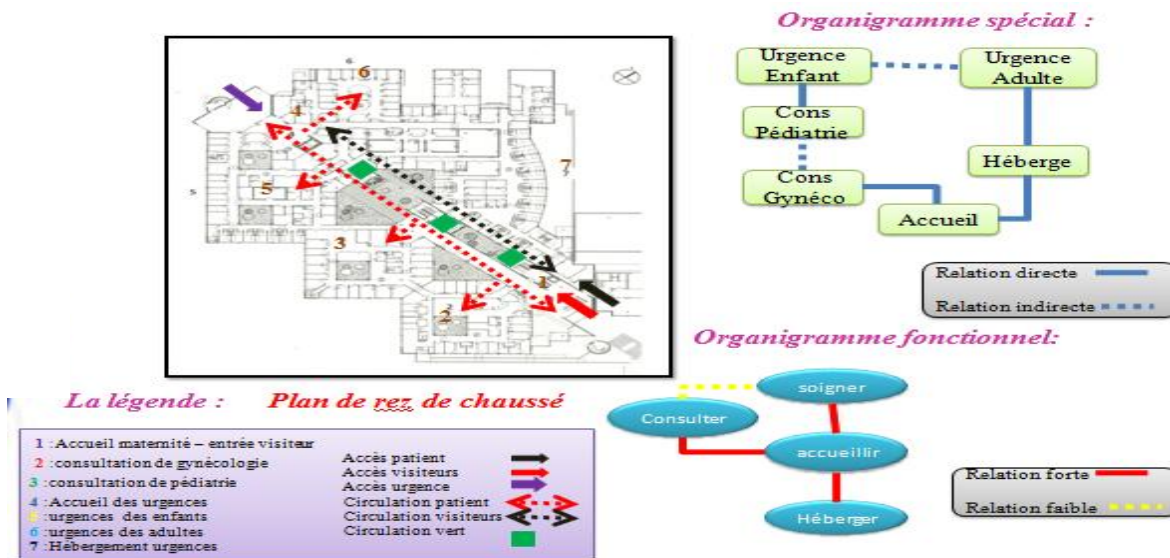 Organigramme spécial :
Urgence
Enfant
Urgence
Adulte
Cons
Pédiatrie
Héberge
Cons
Gynéco
Accueil
Relation directe
Relation indirecte
6
6
4
7
5
5
3
1
2
2
Organigramme fonctionnel:
soigner
Consulter
accueillir
Héberger
Relation forte
Relation faible
La légende :
Plan de rez de chaussé
1 :Accueil maternité – entrée visiteur
2 :consultation de gynécologie
3 :consultation de pédiatrie
4 :Accueil des urgences
5 :urgences des enfants
6 :urgences des adultes
7 :Hébergement urgences
Accès patient
Accès visiteurs
Accès urgence
Circulation patient
Circulation visiteurs
Circulation vert